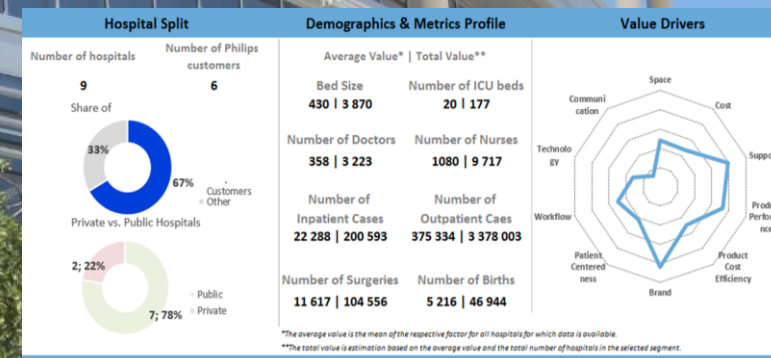 Hospital Split
Number of hospitals
9
Number of Philips
customers
6
Share of
33%
67%
Customers
Other
Private vs. Public Hospitals
2; 22%
7; 78%
Public
Private
Demographics & Metrics Profile
Average Value* | Total Value**
Bed Size
430 | 3 870
Number of ICU beds
20 | 177
Number of Doctors
358 | 3 223
Number of Nurses
1080 | 9 717
Number of
Inpatient Cases
22 288 | 200 593
Number of
Outpatient Caes
375 334 | 3 378 003
Number of Surgeries
11 617 | 104 556
Number of Births
5 216 | 46 944
*The average value is the mean of the respective factor for all hospitals for which data is available.
**The total value is estimation based on the average value and the total number of hospitals in the selected segment.
Value Drivers
Space
Cost
Suppo
Produ
Perfor
nce
Product
Cost
Efficiency
Brand
Patient
Centered
ness
Workflow
Technolo
gy
Communi
cation